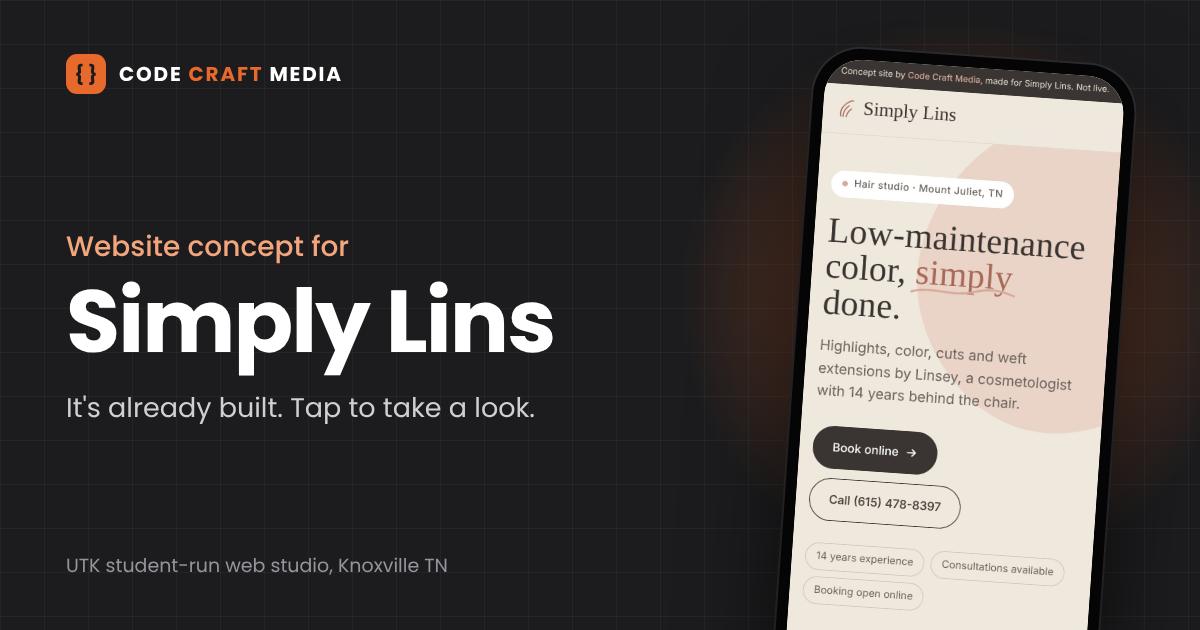 { } CODE CRAFT MEDIA
Website concept for
Simply Lins
It's already built. Tap to take a look.
UTK student-run web studio, Knoxville TN
Concept site by Code Craft Media, made for Simply Lins. Not live.
Simply Lins
Hair studio · Mount Juliet, TN
Low-maintenance
color, simply
done.
Highlights, color, cuts and weft
extensions by Linsey, a cosmetologist
with 14 years behind the chair.
Book online →
Call (615) 478-8397
14 years experience
Consultations available
Booking open online